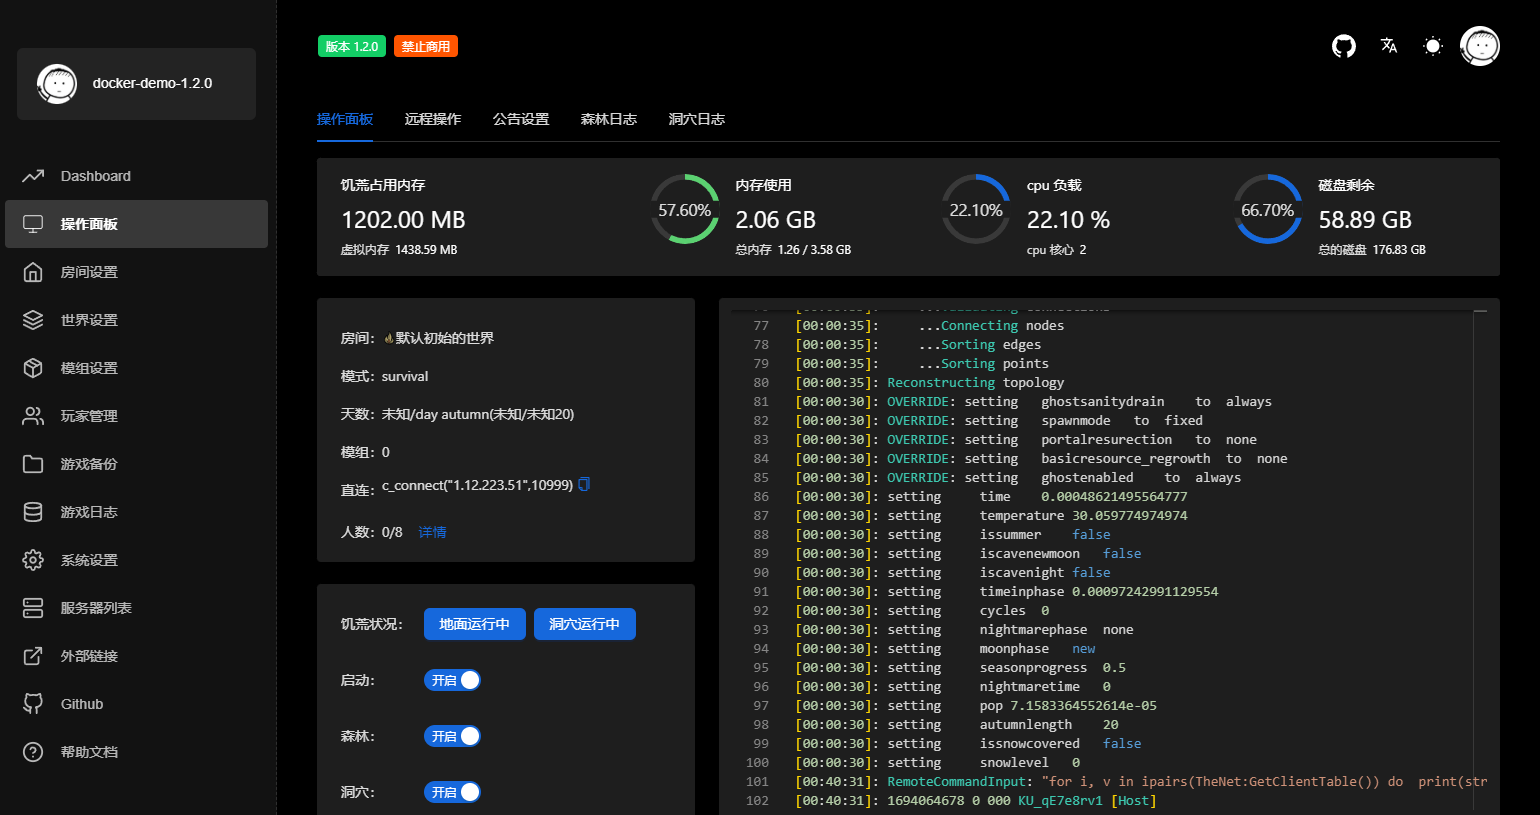 docker-demo-1.2.0
Dashboard
操作面板
房间设置
世界设置
模组设置
玩家管理
游戏备份
游戏日志
系统设置
服务器列表
外部链接
Github
帮助文档
版本 1.2.0 禁止商用
操作面板 远程操作 公告设置 森林日志 洞穴日志
饥荒占用内存
1202.00 MB
虚拟内存 1438.59 MB
57.60%
内存使用
2.06 GB
总内存 1.26 / 3.58 GB
22.10%
cpu 负载
22.10 %
cpu 核心 2
66.70%
磁盘剩余
58.89 GB
总的磁盘 176.83 GB
房间: 默认初始的世界
模式: survival
天数: 未知/day autumn(未知/未知20)
模组: 0
直连: c_connect("1.12.223.51",10999)
人数: 0/8 详情
饥荒状况: 地面运行中 洞穴运行中
启动: 开启
森林: 开启
洞穴: 开启
77 [00:00:35]: ...Connecting nodes
78 [00:00:35]: ...Sorting edges
79 [00:00:35]: ...Sorting points
80 [00:00:35]: Reconstructing topology
81 [00:00:30]: OVERRIDE: setting ghostsanitydrain to always
82 [00:00:30]: OVERRIDE: setting spawnmode to fixed
83 [00:00:30]: OVERRIDE: setting portalresurection to none
84 [00:00:30]: OVERRIDE: setting basicresource_regrowth to none
85 [00:00:30]: OVERRIDE: setting ghostenabled to always
86 [00:00:30]: setting time 0.00048621495564777
87 [00:00:30]: setting temperature 30.059774974974
88 [00:00:30]: setting issummer false
89 [00:00:30]: setting iscavenewmoon false
90 [00:00:30]: setting iscavenight false
91 [00:00:30]: setting timeinphase 0.00097242991129554
92 [00:00:30]: setting cycles 0
93 [00:00:30]: setting nightmarephase none
94 [00:00:30]: setting moonphase new
95 [00:00:30]: setting seasonprogress 0.5
96 [00:00:30]: setting nightmaretime 0
97 [00:00:30]: setting pop 7.1583364552614e-05
98 [00:00:30]: setting autumnlength 20
99 [00:00:30]: setting issnowcovered false
100 [00:00:30]: setting snowlevel 0
101 [00:40:31]: RemoteCommandInput: "for i, v in ipairs(TheNet:GetClientTable()) do print(str
102 [00:40:31]: 1694064678 0 000 KU_qE7e8rv1 [Host]